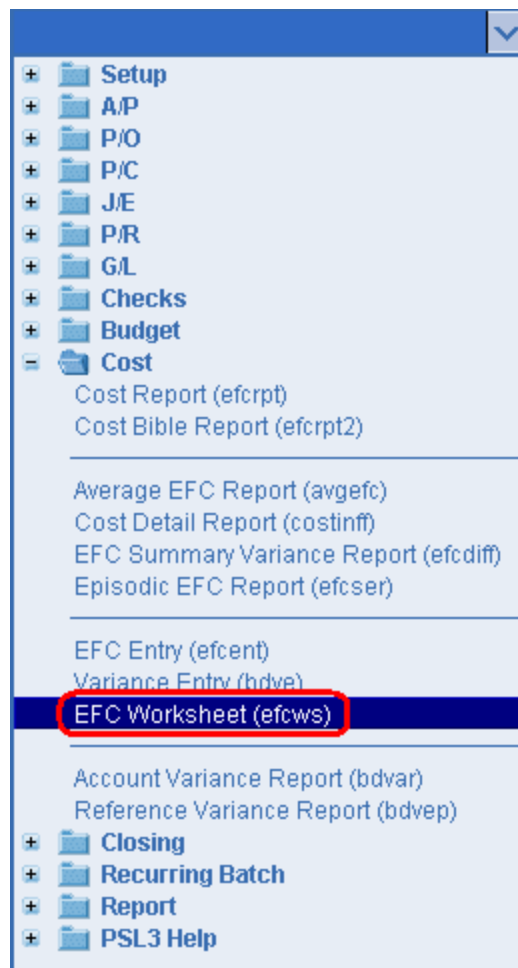 Setup
A/P
P/O
P/C
J/E
P/R
G/L
Checks
Budget
Cost
Cost Report (efcrpt)
Cost Bible Report (efcrpt2)
Average EFC Report (avgefc)
Cost Detail Report (costinff)
EFC Summary Variance Report (efcdiff)
Episodic EFC Report (efcser)
EFC Entry (efcent)
Variance Entry (bdve)
EFC Worksheet (efcws)
Account Variance Report (bdvar)
Reference Variance Report (bdvep)
Closing
Recurring Batch
Report
PSL3 Help